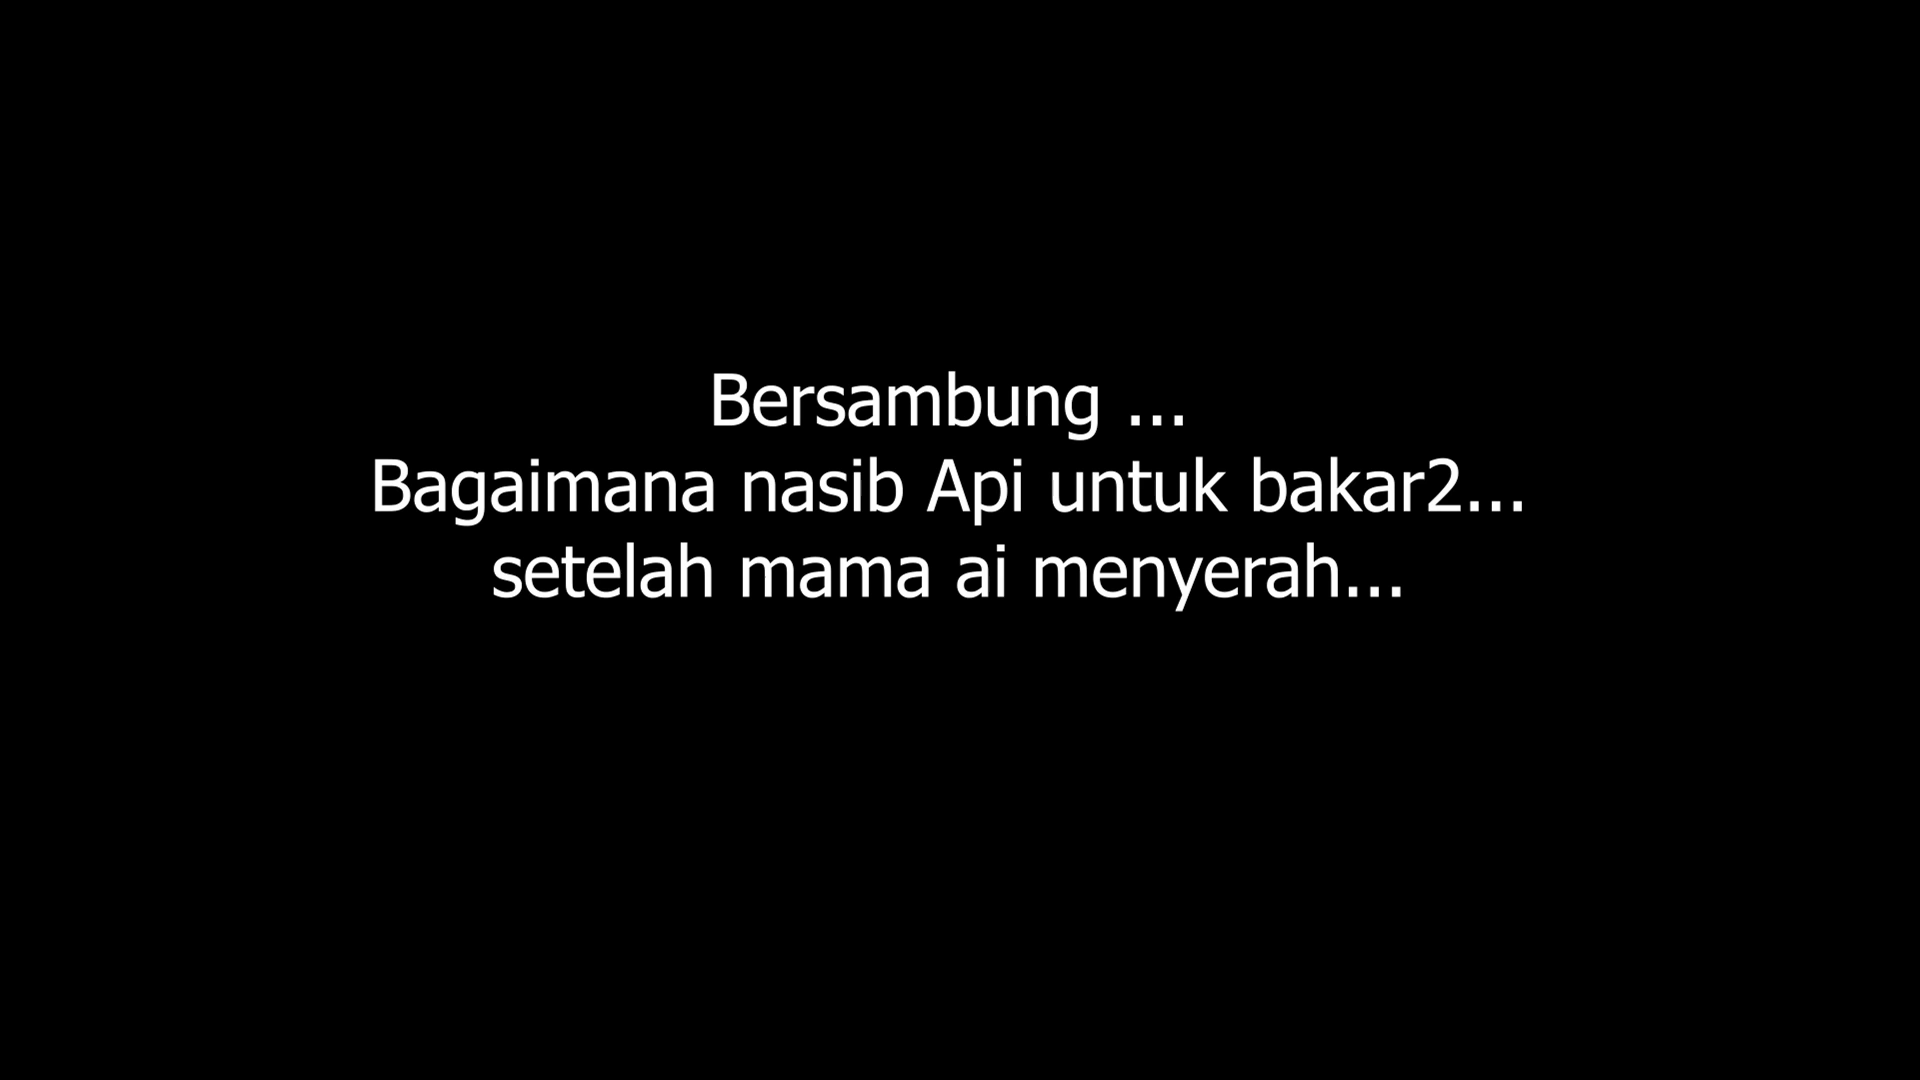 Bersambung ...
Bagaimana nasib Api untuk bakar2...
setelah mama ai menyerah...